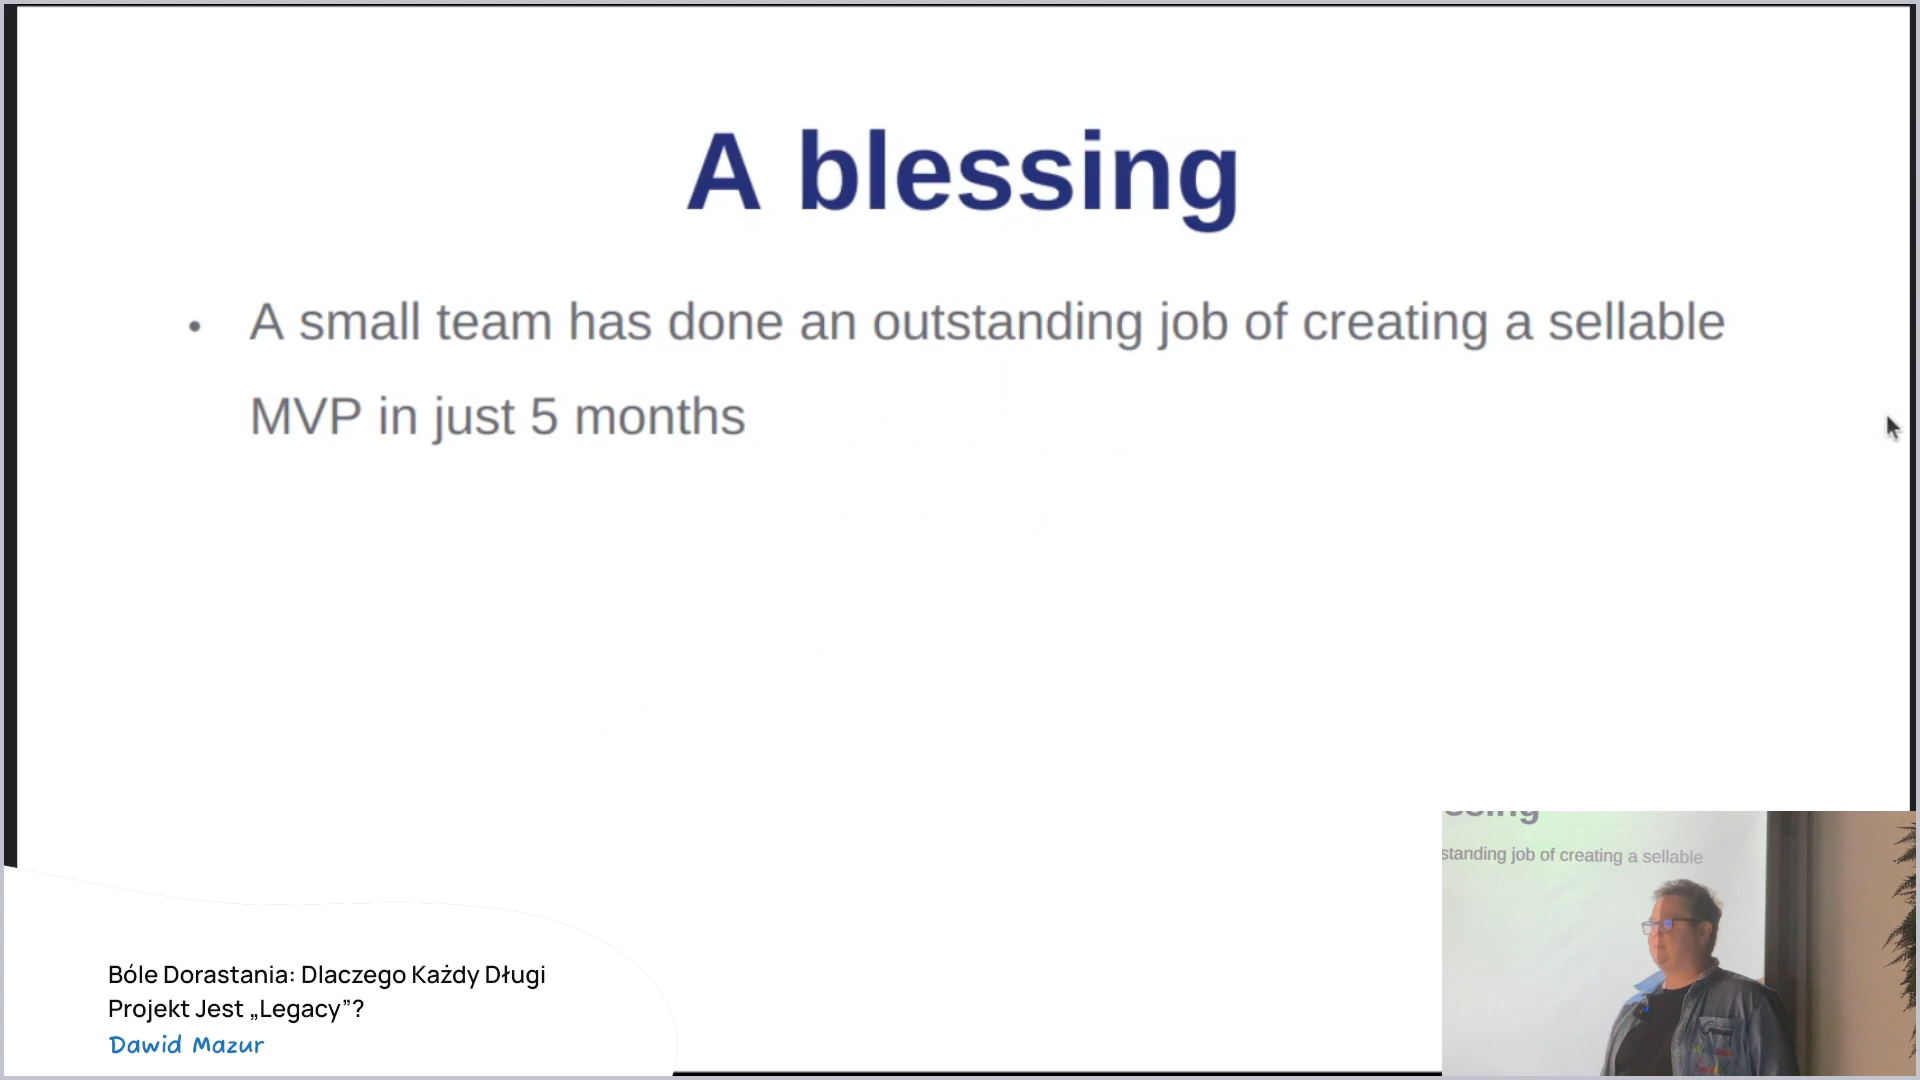 A blessing
• A small team has done an outstanding job of creating a sellable
MVP in just 5 months
ssing
standing job of creating a sellable
Bóle Dorastania: Dlaczego Każdy Długi
Projekt Jest „Legacy”?
Dawid Mazur